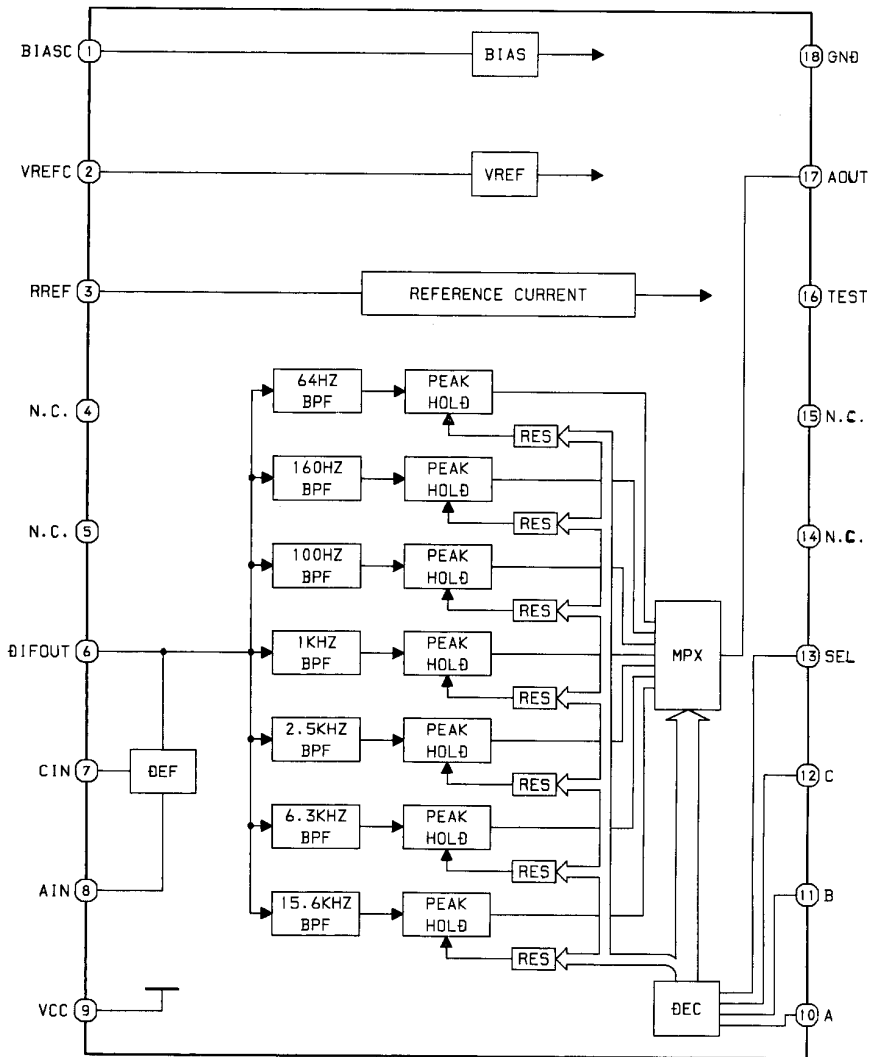 BIASC 1
BIAS
18 GND
VREFC 2
VREF
17 AOUT
RREF 3
REFERENCE CURRENT
16 TEST
64HZ
BPF
PEAK
HOLD
RES
N.C. 4
15 N.C.
160HZ
BPF
PEAK
HOLD
RES
N.C. 5
14 N.C.
100HZ
BPF
PEAK
HOLD
RES
DIFOUT 6
1KHZ
BPF
PEAK
HOLD
RES
MPX
13 SEL
2.5KHZ
BPF
PEAK
HOLD
RES
CIN 7
DEF
12 C
6.3KHZ
BPF
PEAK
HOLD
RES
AIN 8
11 B
15.6KHZ
BPF
PEAK
HOLD
RES
VCC 9
DEC
10 A